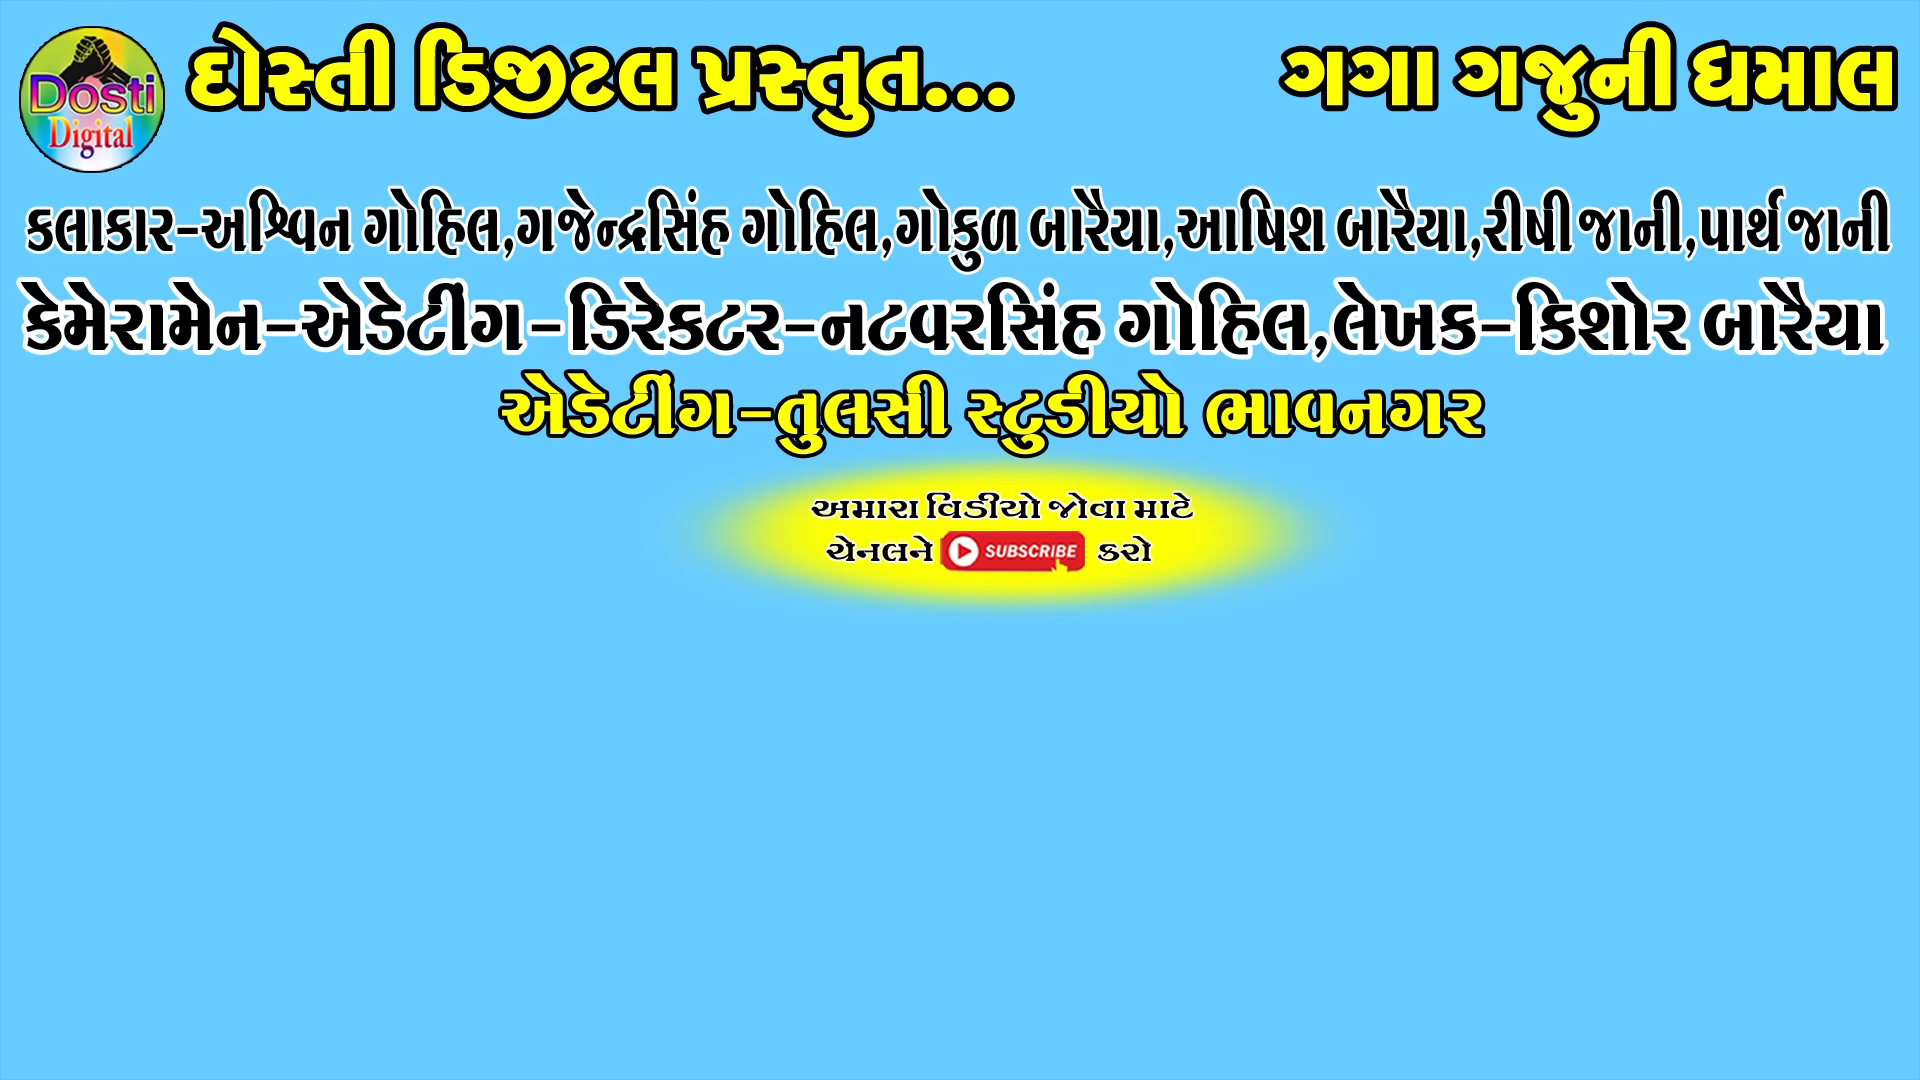 Dosti
Digital
દોસ્તી ડિજીટલ પ્રસ્તુત...
ગગા ગજુની ધમાલ
કલાકાર-અશ્વિન ગોહિલ,ગજેન્દ્રસિંહ ગોહિલ,ગોકુળ બારૈયા,આષિશ બારૈયા,રીષી જાની,પાર્થ જાની
કેમેરામેન-એડેટીંગ-ડિરેકટર-નટવરસિંહ ગોહિલ,લેખક-કિશોર બારૈયા
એડેટીંગ-તુલસી સ્ટુડીયો ભાવનગર
અમારા વિડીયો જોવા માટે
ચેનલને SUBSCRIBE કરો